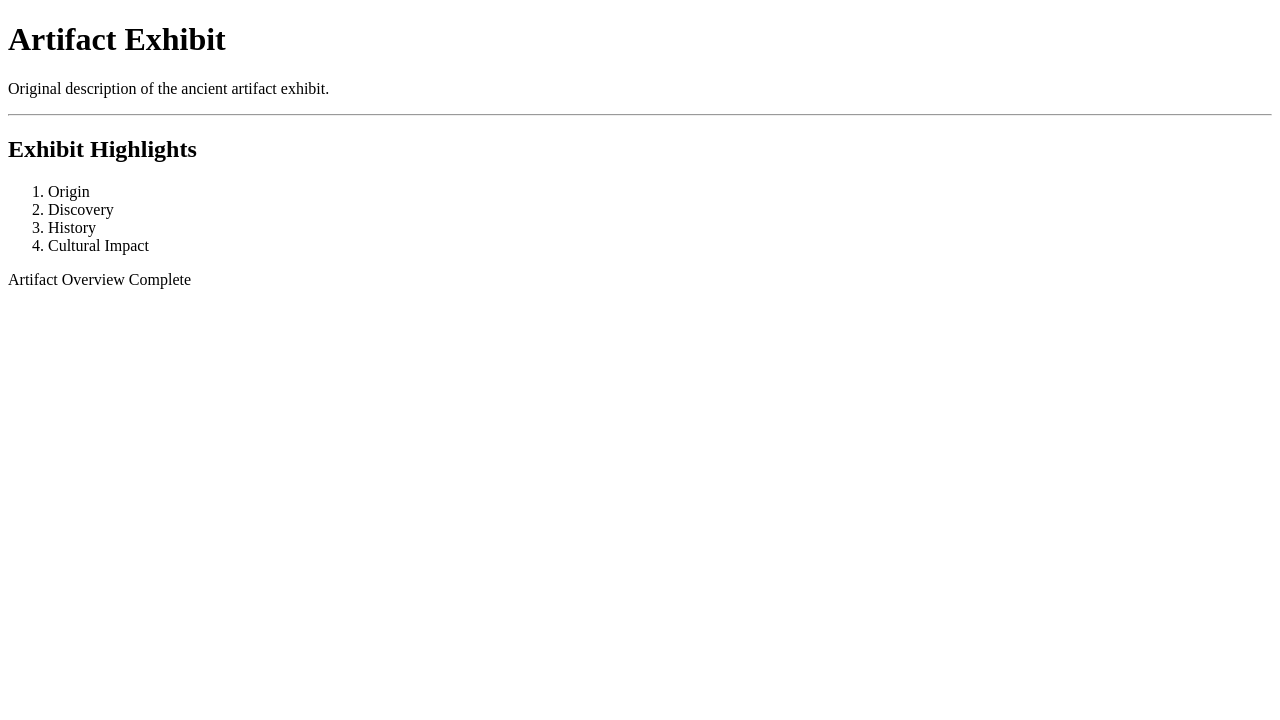 Artifact Exhibit
Original description of the ancient artifact exhibit.
Exhibit Highlights
1. Origin
2. Discovery
3. History
4. Cultural Impact
Artifact Overview Complete